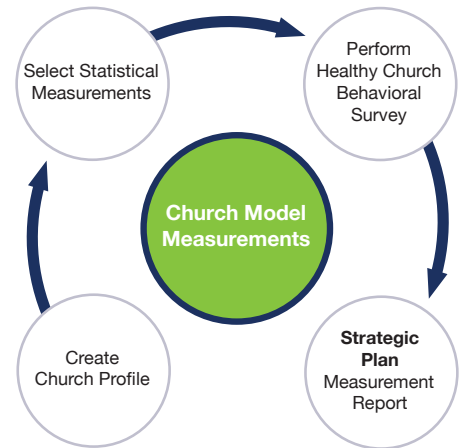 Select Statistical
Measurements
Perform
Healthy Church
Behavioral
Survey
Church Model
Measurements
Create
Church Profile
Strategic
Plan
Measurement
Report